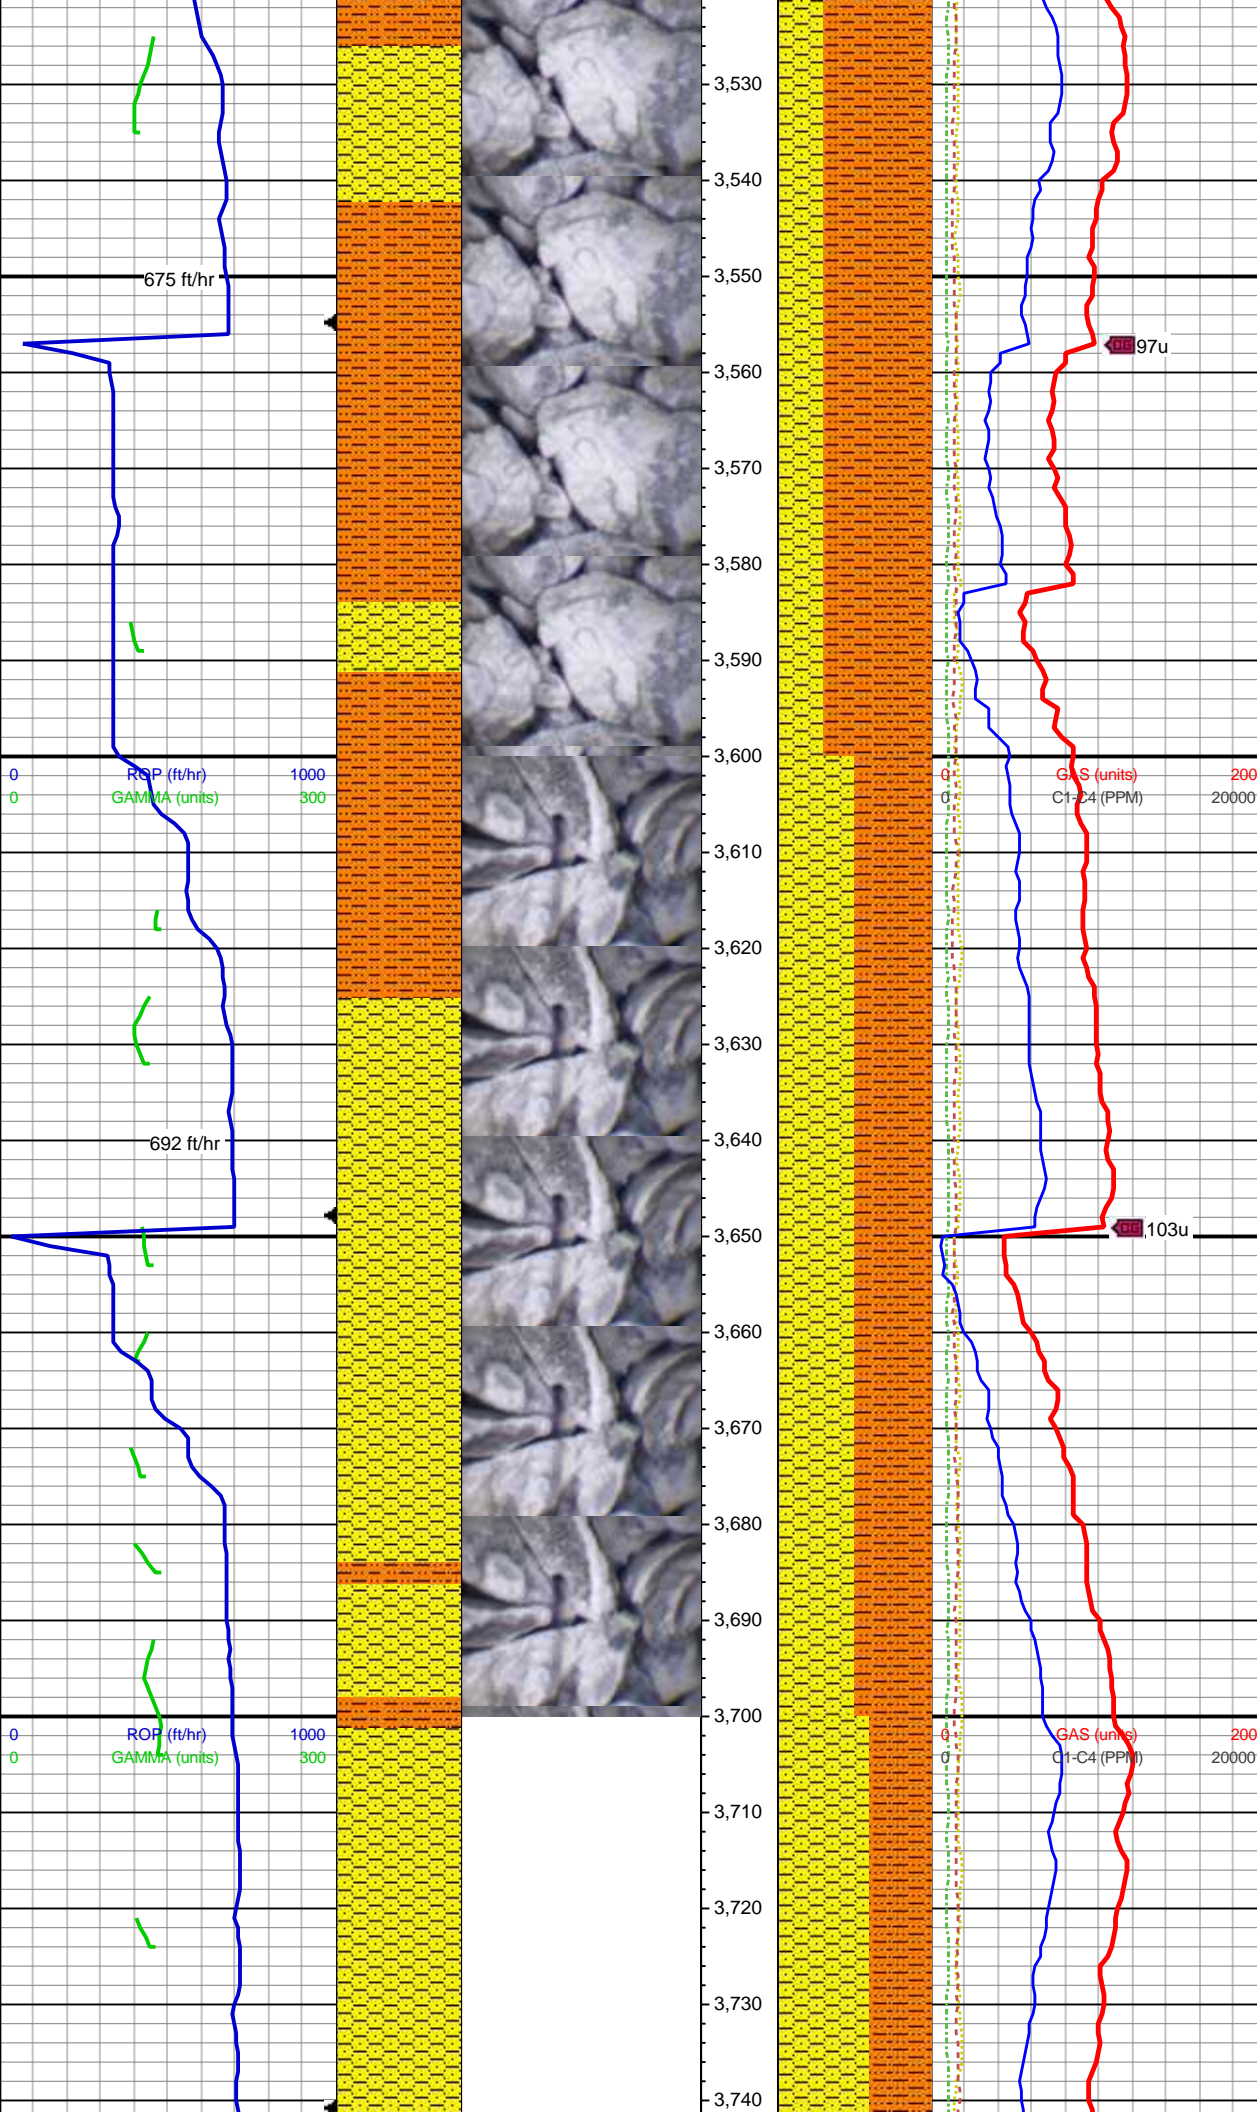 3,530
3,540
3,550
675 ft/hr
97u
3,560
3,570
3,580
3,590
3,600
0 ROP (ft/hr) 1000
0 GAS (units) 200
0 GAMMA (units) 300
0 C1-C4 (PPM) 20000
3,610
3,620
3,630
3,640
692 ft/hr
103u
3,650
3,660
3,670
3,680
3,690
3,700
0 ROP (ft/hr) 1000
0 GAS (units) 200
0 GAMMA (units) 300
0 C1-C4 (PPM) 20000
3,710
3,720
3,730
3,740